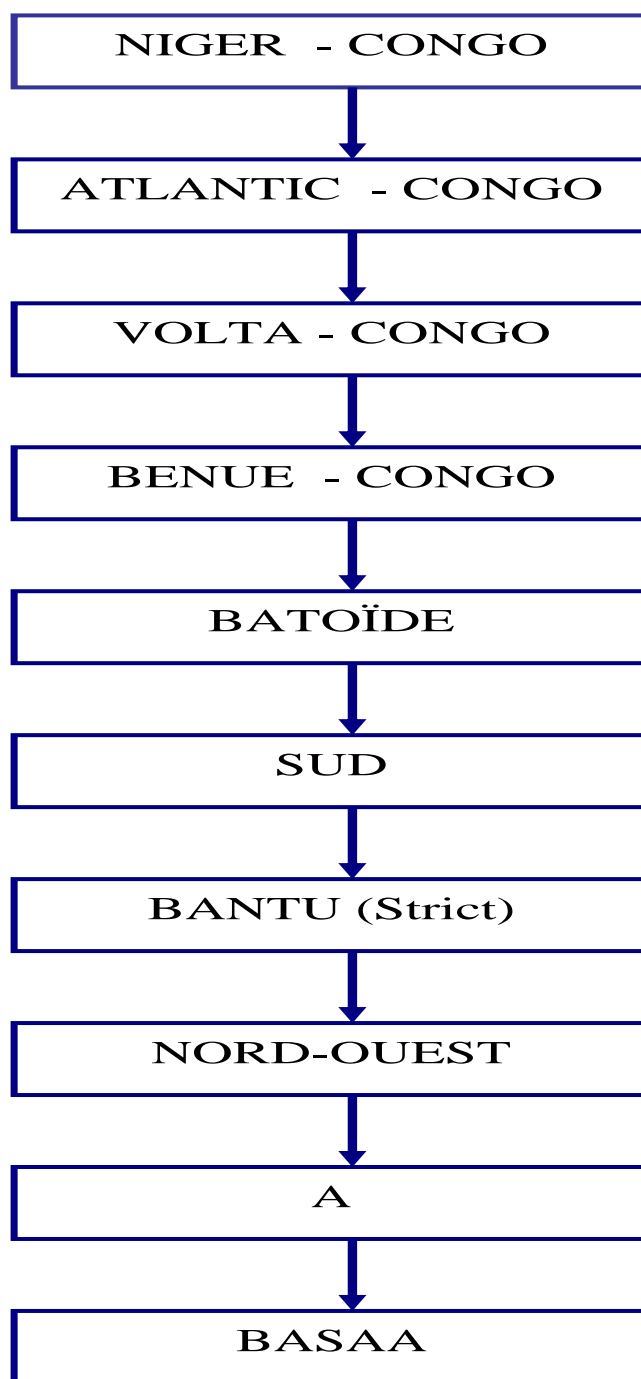 NIGER - CONGO
ATLANTIC - CONGO
VOLTA - CONGO
BENUE - CONGO
BATOÏDE
SUD
BANTU (Strict)
NORD-OUEST
A
BASAA